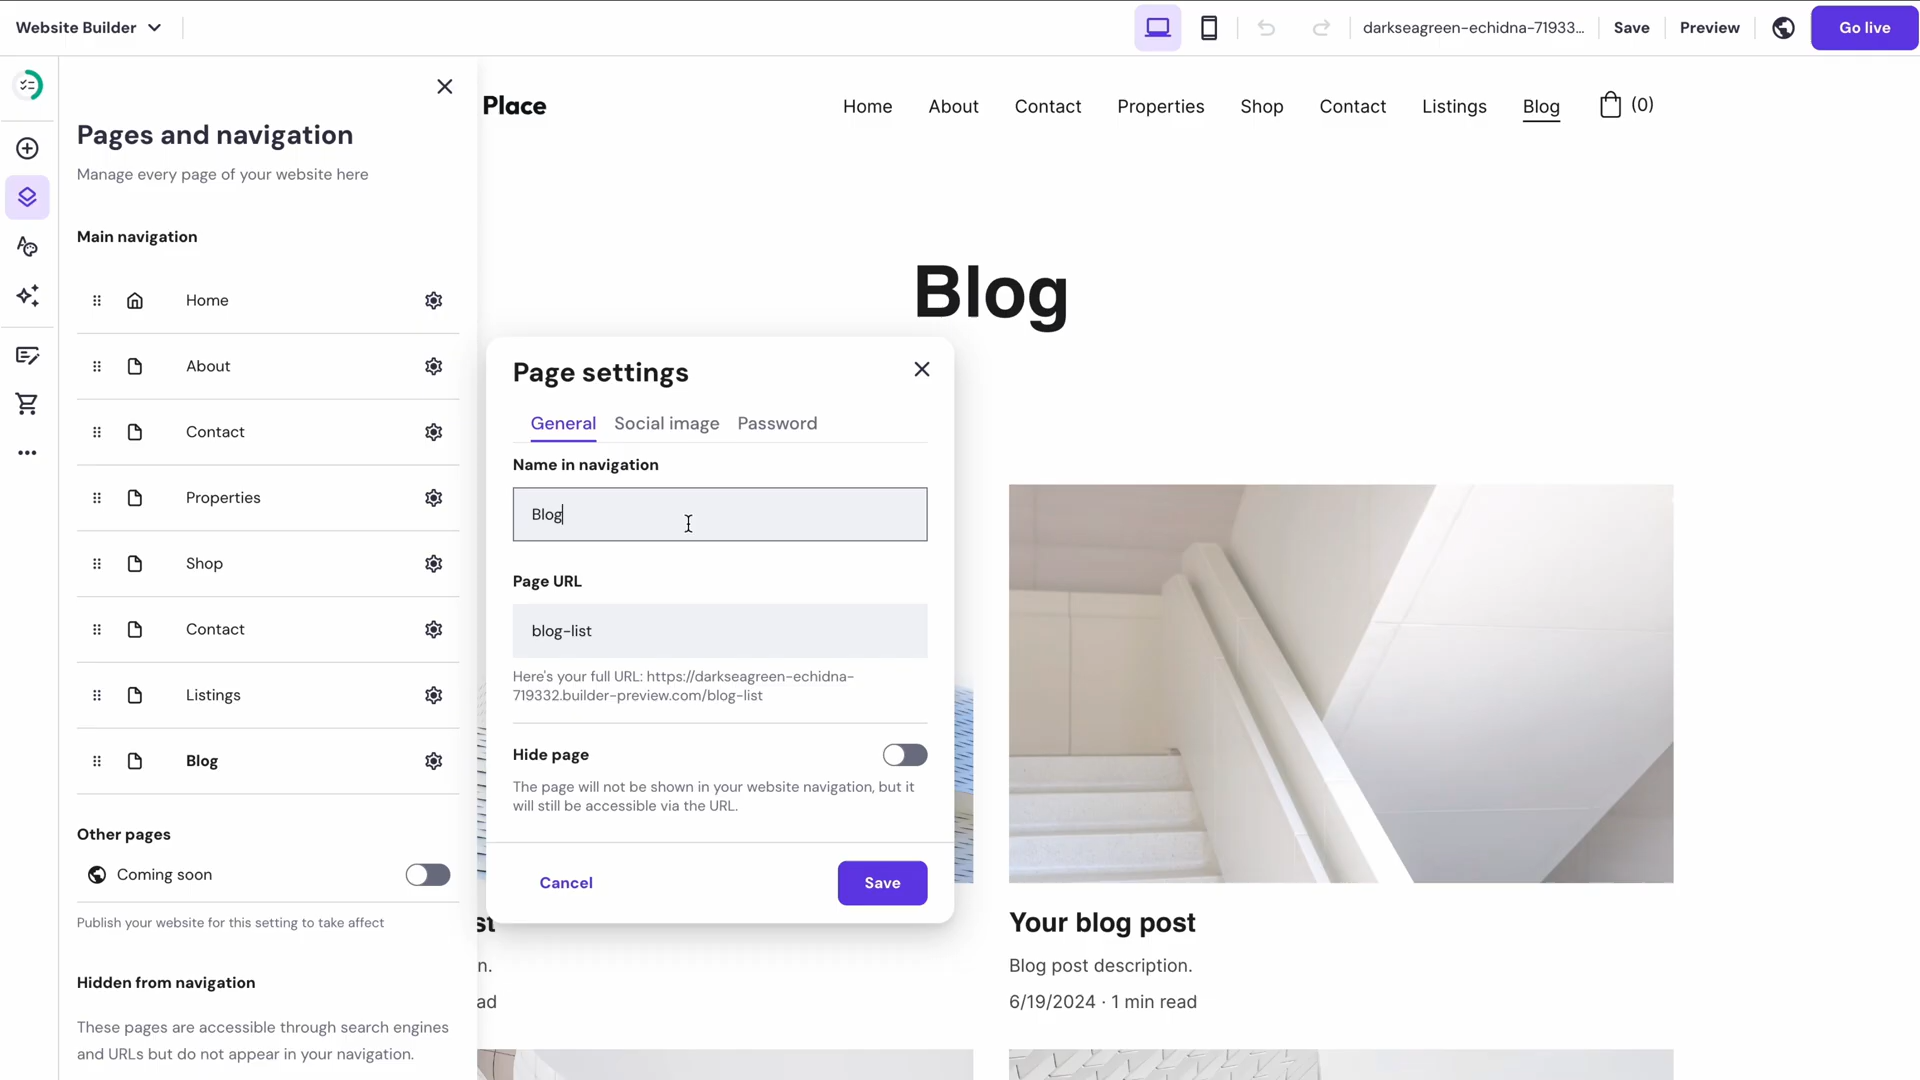 Website Builder
darkseagreen-echidna-71933...
Save
Preview
Go live
Pages and navigation
Manage every page of your website here
Main navigation
Home
About
Contact
Properties
Shop
Contact
Listings
Blog
Other pages
Coming soon
Publish your website for this setting to take affect
Hidden from navigation
These pages are accessible through search engines
and URLs but do not appear in your navigation.
Place
Home
About
Contact
Properties
Shop
Contact
Listings
Blog
(0)
Blog
Page settings
General
Social image
Password
Name in navigation
Blog
Page URL
blog-list
Here's your full URL: https://darkseagreen-echidna-
719332.builder-preview.com/blog-list
Hide page
The page will not be shown in your website navigation, but it
will still be accessible via the URL.
Cancel
Save
st
n.
ad
Your blog post
Blog post description.
6/19/2024 · 1 min read